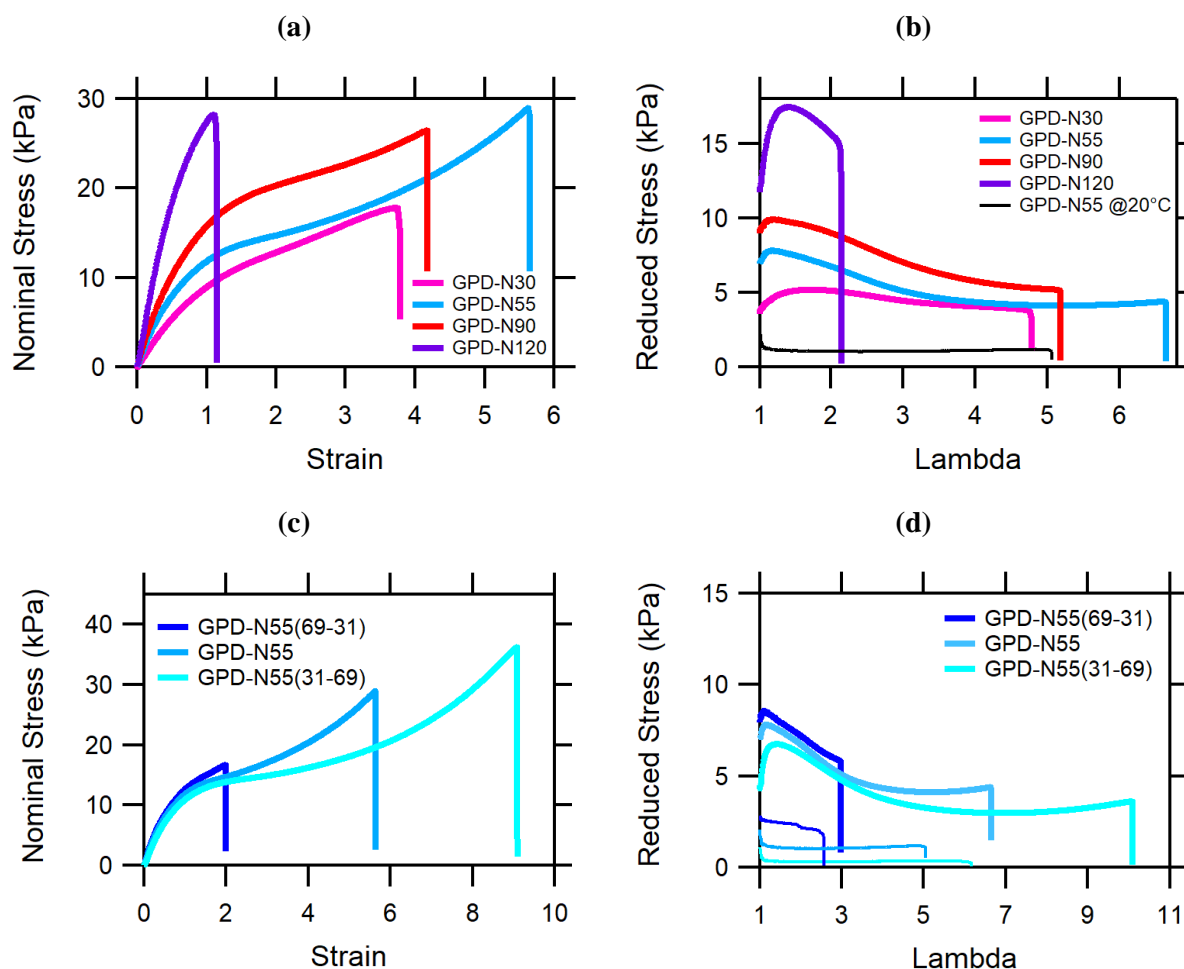 (a)
Nominal Stress (kPa)
30
20
10
0
GPD-N30
GPD-N55
GPD-N90
GPD-N120
0 1 2 3 4 5 6
Strain
(b)
Reduced Stress (kPa)
15
10
5
0
GPD-N30
GPD-N55
GPD-N90
GPD-N120
GPD-N55 @20°C
1 2 3 4 5 6
Lambda
(c)
Nominal Stress (kPa)
40
30
20
10
0
GPD-N55(69-31)
GPD-N55
GPD-N55(31-69)
0 2 4 6 8 10
Strain
(d)
Reduced Stress (kPa)
15
10
5
0
GPD-N55(69-31)
GPD-N55
GPD-N55(31-69)
1 3 5 7 9 11
Lambda